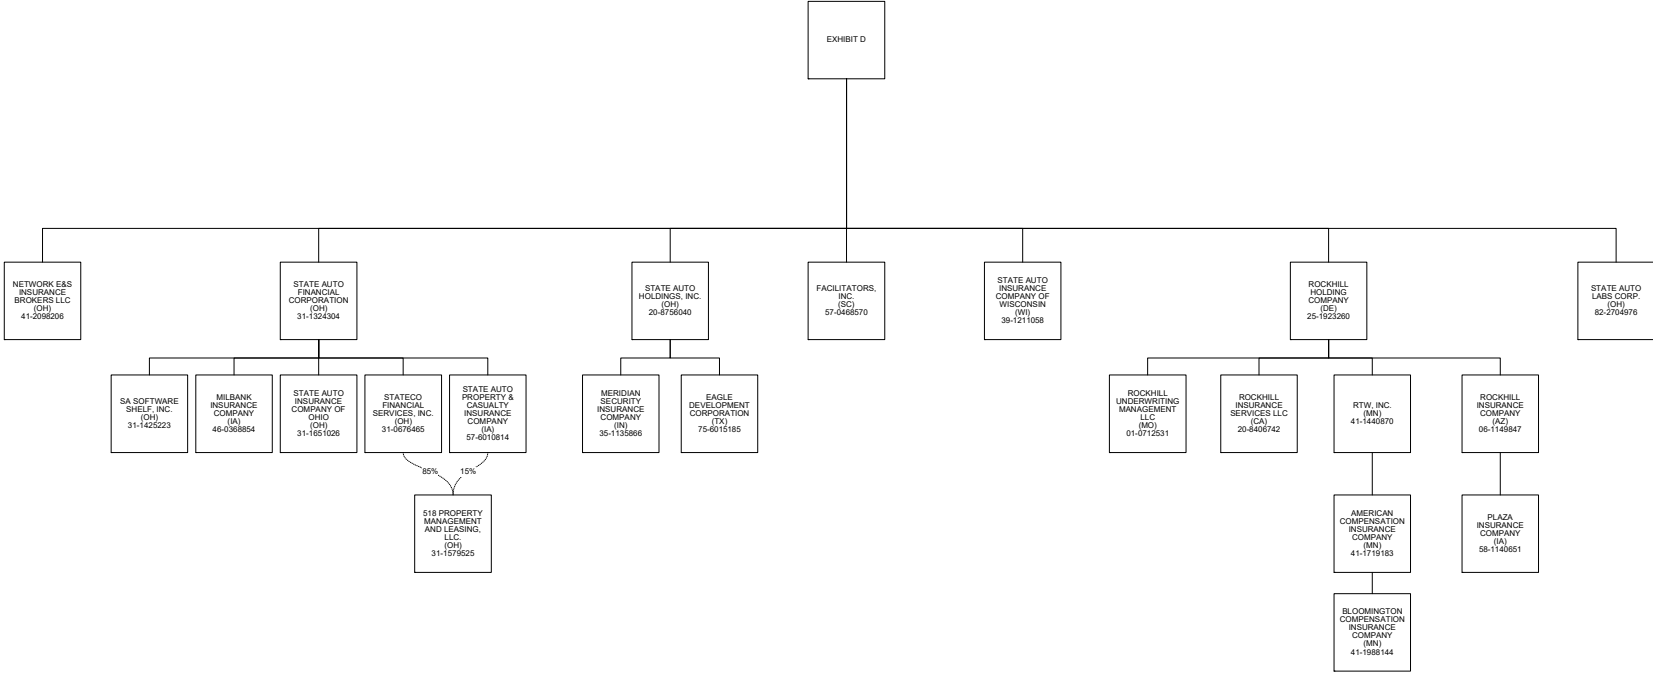 EXHIBIT D
NETWORK E&S
INSURANCE
BROKERS LLC
(OH)
41-2098206
STATE AUTO
FINANCIAL
CORPORATION
(OH)
31-1324304
STATE AUTO
HOLDINGS, INC.
(OH)
20-8756040
FACILITATORS,
INC.
(SC)
57-0468570
STATE AUTO
INSURANCE
COMPANY OF
WISCONSIN
(WI)
39-1211058
ROCKHILL
HOLDING
COMPANY
(DE)
25-1923260
STATE AUTO
LABS CORP.
(OH)
82-2704976
SA SOFTWARE
SHELF, INC.
(OH)
31-1425223
MILBANK
INSURANCE
COMPANY
(IA)
46-0368854
STATE AUTO
INSURANCE
COMPANY OF
OHIO
(OH)
31-1651026
STATECO
FINANCIAL
SERVICES, INC.
(OH)
31-0676465
STATE AUTO
PROPERTY &
CASUALTY
INSURANCE
COMPANY
(IA)
57-6010814
MERIDIAN
SECURITY
INSURANCE
COMPANY
(IN)
35-1135866
EAGLE
DEVELOPMENT
CORPORATION
(TX)
75-6015185
ROCKHILL
UNDERWRITING
MANAGEMENT
LLC
(MO)
01-0712531
ROCKHILL
INSURANCE
SERVICES LLC
(CA)
20-8406742
RTW, INC.
(MN)
41-1440870
ROCKHILL
INSURANCE
COMPANY
(AZ)
06-1149847
85%
15%
518 PROPERTY
MANAGEMENT
AND LEASING,
LLC.
(OH)
31-1579525
AMERICAN
COMPENSATION
INSURANCE
COMPANY
(MN)
41-1719183
PLAZA
INSURANCE
COMPANY
(IA)
58-1140651
BLOOMINGTON
COMPENSATION
INSURANCE
COMPANY
(MN)
41-1988144